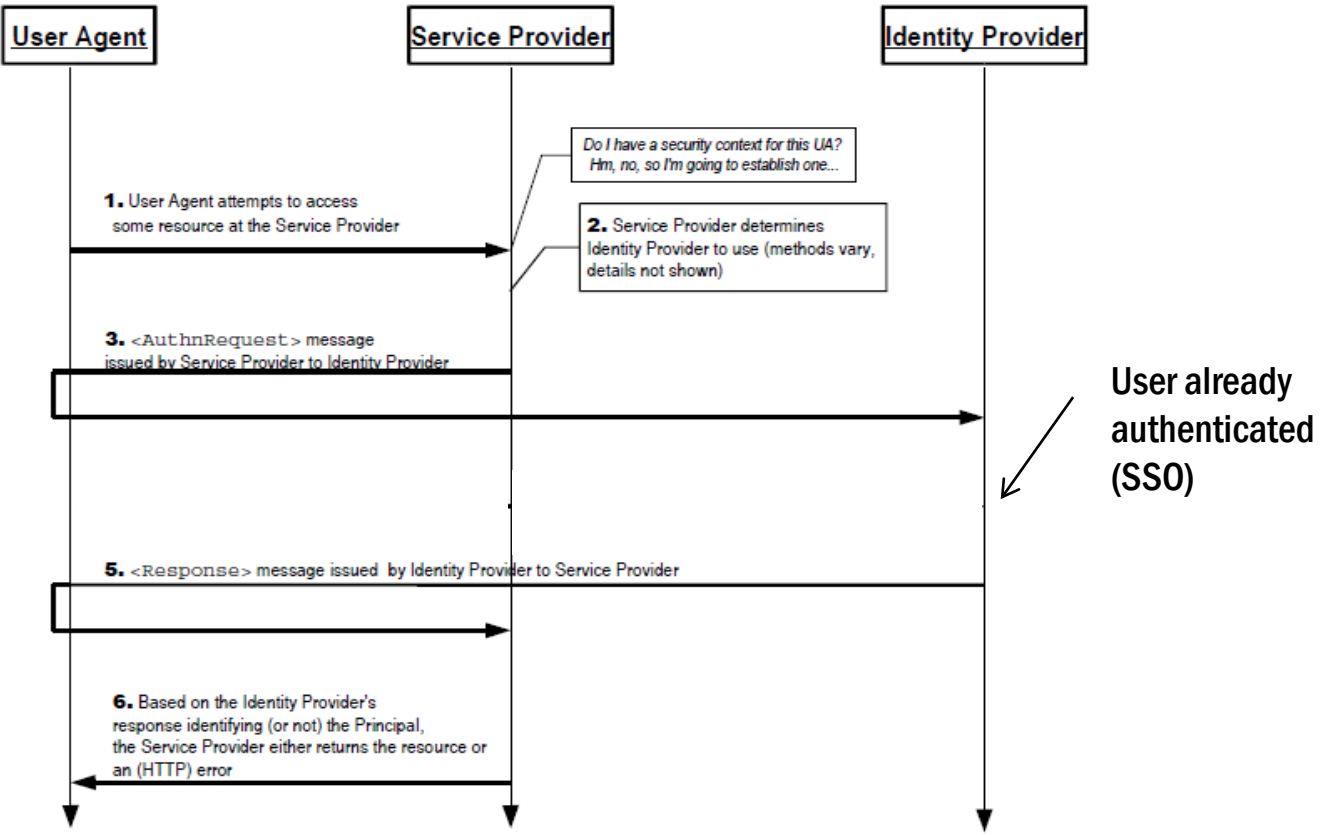 User Agent
Service Provider
Identity Provider
Do I have a security context for this UA?
Hm, no, so I'm going to establish one...
1. User Agent attempts to access
some resource at the Service Provider
2. Service Provider determines
Identity Provider to use (methods vary,
details not shown)
3. <AuthnRequest> message
issued by Service Provider to Identity Provider
User already
authenticated
(SSO)
5. <Response> message issued by Identity Provider to Service Provider
6. Based on the Identity Provider's
response identifying (or not) the Principal,
the Service Provider either returns the resource or
an (HTTP) error